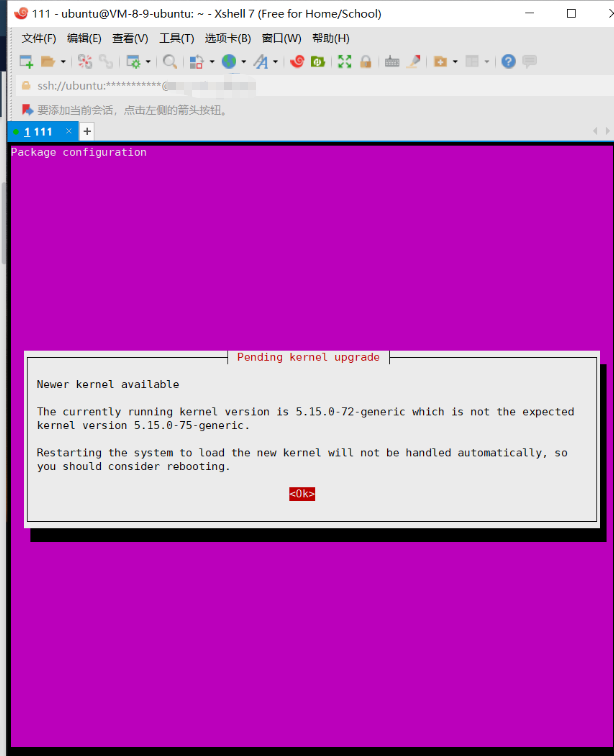 111 - ubuntu@VM-8-9-ubuntu: ~ - Xshell 7 (Free for Home/School)
文件(F) 编辑(E) 查看(V) 工具(T) 选项卡(B) 窗口(W) 帮助(H)
ssh://ubuntu:***********@
要添加当前会话，点击左侧的箭头按钮。
1 111
Package configuration
Pending kernel upgrade
Newer kernel available
The currently running kernel version is 5.15.0-72-generic which is not the expected
kernel version 5.15.0-75-generic.
Restarting the system to load the new kernel will not be handled automatically, so
you should consider rebooting.
<Ok>